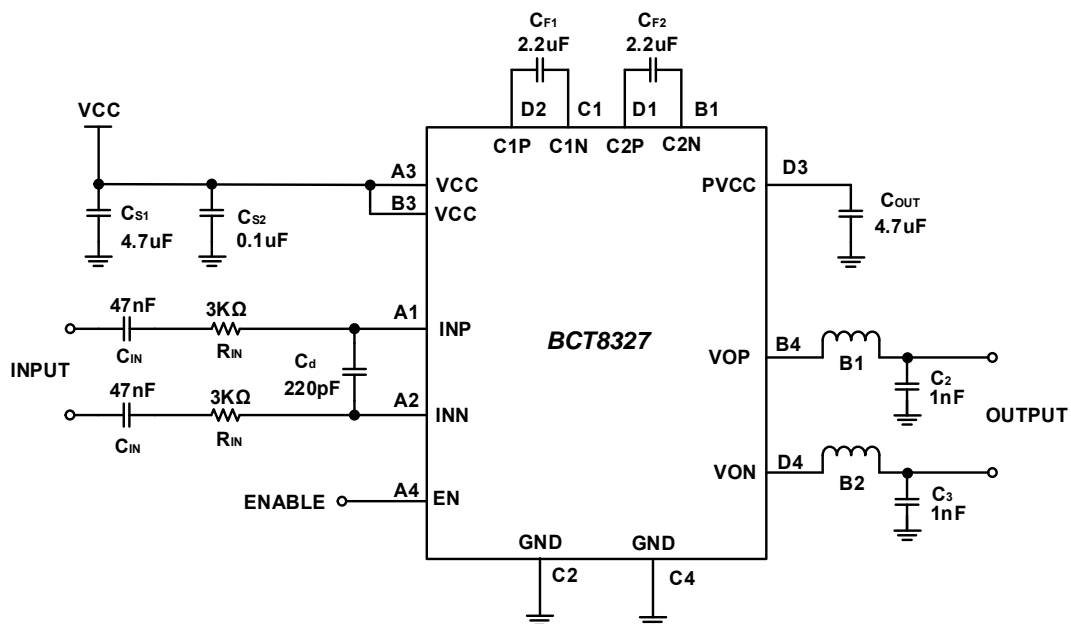 CF1
2.2uF
CF2
2.2uF
D2
C1
D1
B1
C1P
C1N
C2P
C2N
VCC
A3
VCC
B3
VCC
CS1
4.7uF
CS2
0.1uF
PVCC
D3
COUT
4.7uF
47nF
CIN
3KΩ
RIN
A1
INP
INPUT
Cd
220pF
47nF
CIN
3KΩ
RIN
A2
INN
BCT8327
VOP
B4
B1
C2
1nF
OUTPUT
VON
D4
B2
C3
1nF
ENABLE
A4
EN
GND
GND
C2
C4